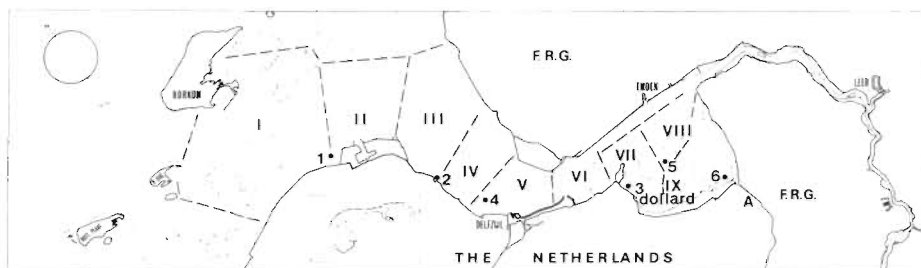 F.R.G.
BORKUM
EMDEN
LEER
I
II
III
IV
V
VI
VII
VIII
IX
dollard
1
2
3
4
5
6
A
F.R.G.
DELFZIJL
THE NETHERLANDS